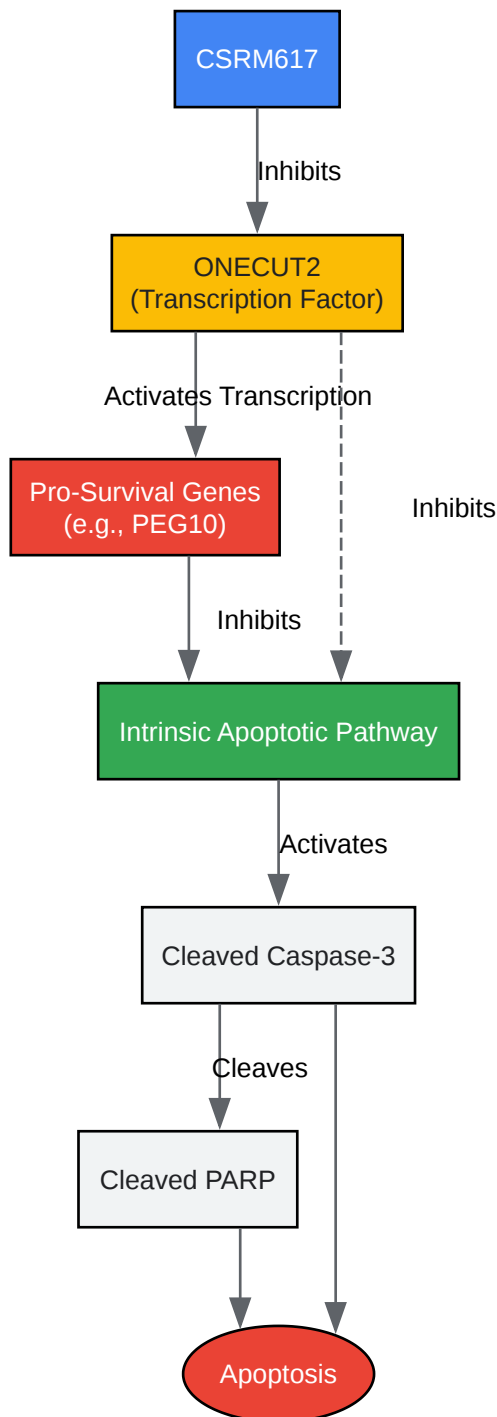 CSRM617
Inhibits
ONECUT2
(Transcription Factor)
Activates Transcription
Pro-Survival Genes
(e.g., PEG10)
Inhibits
Inhibits
Intrinsic Apoptotic Pathway
Activates
Cleaved Caspase-3
Cleaves
Cleaved PARP
Apoptosis